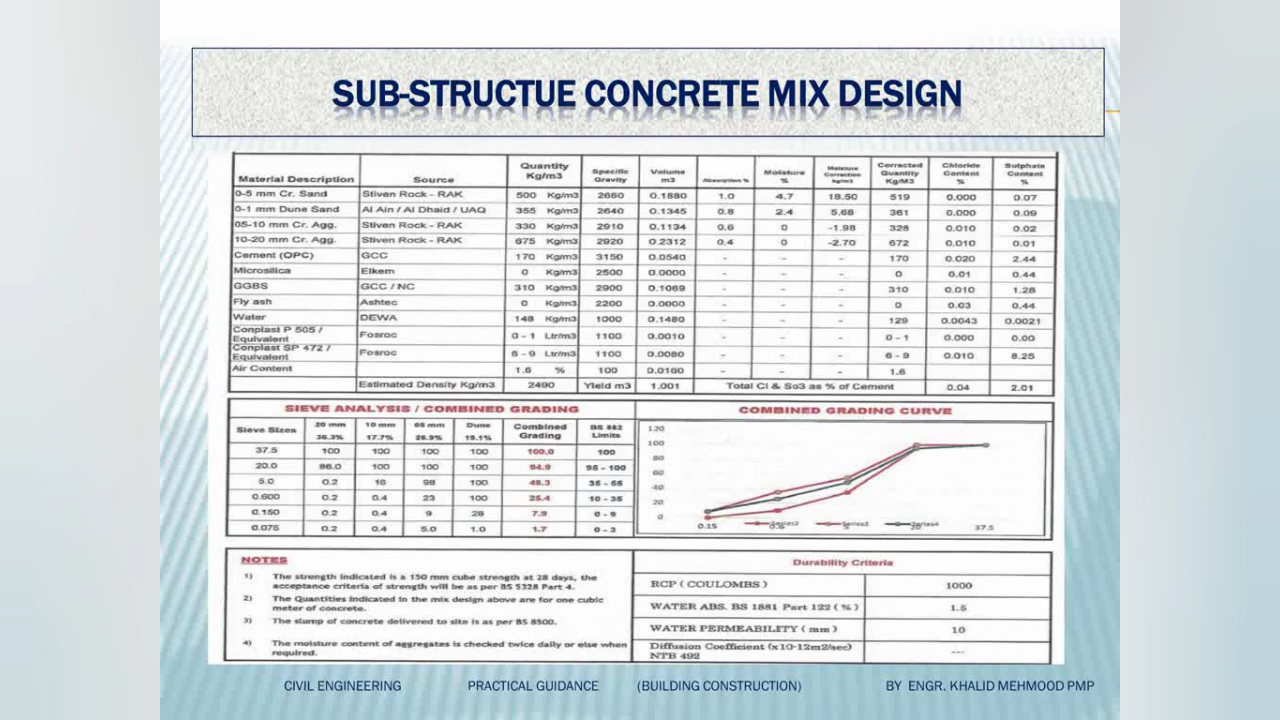 SUB-STRUCTUE CONCRETE MIX DESIGN
Material Description Source Quantity Kg/m3 Specific Gravity Volume m3 Absorption % Moisture % Moisture Correction kg/m3 Corrected Quantity Kg/M3 Chloride Content % Sulphate Content %
0-5 mm Cr. Sand Stiven Rock - RAK 500 Kg/m3 2660 0.1880 1.0 4.7 18.50 519 0.000 0.07
0-1 mm Dune Sand Al Ain / Al Dhaid / UAQ 355 Kg/m3 2640 0.1345 0.8 2.4 5.68 361 0.000 0.09
05-10 mm Cr. Agg. Stiven Rock - RAK 330 Kg/m3 2910 0.1134 0.6 0 -1.98 328 0.010 0.02
10-20 mm Cr. Agg. Stiven Rock - RAK 675 Kg/m3 2920 0.2312 0.4 0 -2.70 672 0.010 0.01
Cement (OPC) GCC 170 Kg/m3 3150 0.0540 - - - 170 0.020 2.44
Microsilica Elkem 0 Kg/m3 2500 0.0000 - - - 0 0.01 0.44
GGBS GCC / NC 310 Kg/m3 2900 0.1069 - - - 310 0.010 1.28
Fly ash Ashtec 0 Kg/m3 2200 0.0000 - - - 0 0.03 0.44
Water DEWA 148 Kg/m3 1000 0.1480 - - - 129 0.0043 0.0021
Conplast P 505 / Equivalent Fosroc 0 - 1 Ltr/m3 1100 0.0010 - - - 0 - 1 0.000 0.00
Conplast SP 472 / Equivalent Fosroc 6 - 9 Ltr/m3 1100 0.0080 - - - 6 - 9 0.010 8.25
Air Content 1.6 % 100 0.0160 - - - 1.6
Estimated Density Kg/m3 2490 Yield m3 1.001 Total Cl & So3 as % of Cement 0.04 2.01
SIEVE ANALYSIS / COMBINED GRADING
Sieve Sizes 20 mm 36.3% 10 mm 17.7% 05 mm 26.9% Dune 19.1% Combined Grading BS 882 Limits
37.5 100 100 100 100 100.0 100
20.0 86.0 100 100 100 94.9 95 - 100
5.0 0.2 16 98 100 48.3 35 - 55
0.600 0.2 0.4 23 100 25.4 10 - 35
0.150 0.2 0.4 9 28 7.9 0 - 8
0.075 0.2 0.4 5.0 1.0 1.7 0 - 3
COMBINED GRADING CURVE
120
100
80
60
40
20
0
0.15 0.6 5 20 37.5
Series2 Series3 Series4
NOTES
1) The strength indicated is a 150 mm cube strength at 28 days, the
acceptance criteria of strength will be as per BS 5328 Part 4.
2) The Quantities indicated in the mix design above are for one cubic
meter of concrete.
3) The slump of concrete delivered to site is as per BS 8500.
4) The moisture content of aggregates is checked twice daily or else when
required.
Durability Criteria
RCP ( COULOMBS ) 1000
WATER ABS. BS 1881 Part 122 ( % ) 1.5
WATER PERMEABILITY ( mm ) 10
Diffusion Coefficient (x10-12m2/sec) NTB 492 ---
CIVIL ENGINEERING PRACTICAL GUIDANCE (BUILDING CONSTRUCTION) BY ENGR. KHALID MEHMOOD PMP